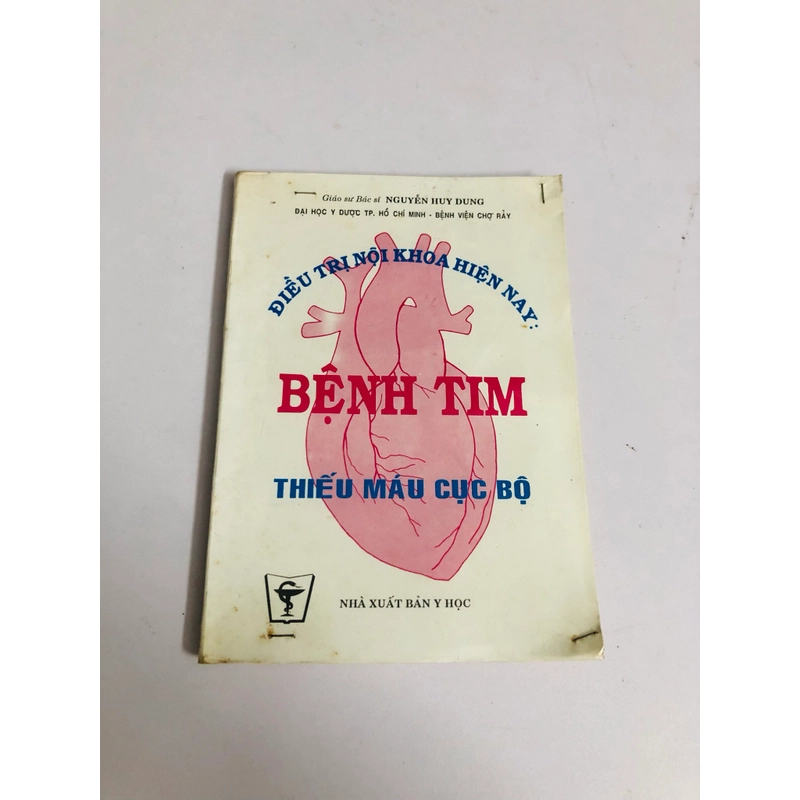 Giáo sư Bác sĩ NGUYỄN HUY DUNG
ĐẠI HỌC Y DƯỢC TP. HỒ CHÍ MINH - BỆNH VIỆN CHỢ RẪY
ĐIỀU TRỊ NỘI KHOA HIỆN NAY:
BỆNH TIM
THIẾU MÁU CỤC BỘ
NHÀ XUẤT BẢN Y HỌC